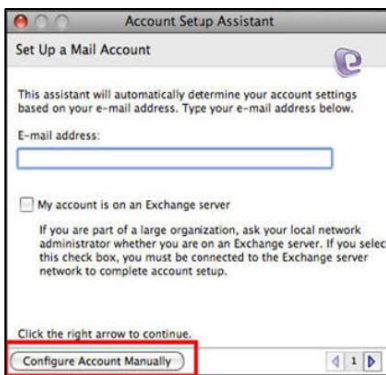 Account Setup Assistant
Set Up a Mail Account
This assistant will automatically determine your account settings
based on your e-mail address. Type your e-mail address below.
E-mail address:
My account is on an Exchange server
If you are part of a large organization, ask your local network
administrator whether you are on an Exchange server. If you selec
this check box, you must be connected to the Exchange server
network to complete account setup.
Click the right arrow to continue.
Configure Account Manually
1